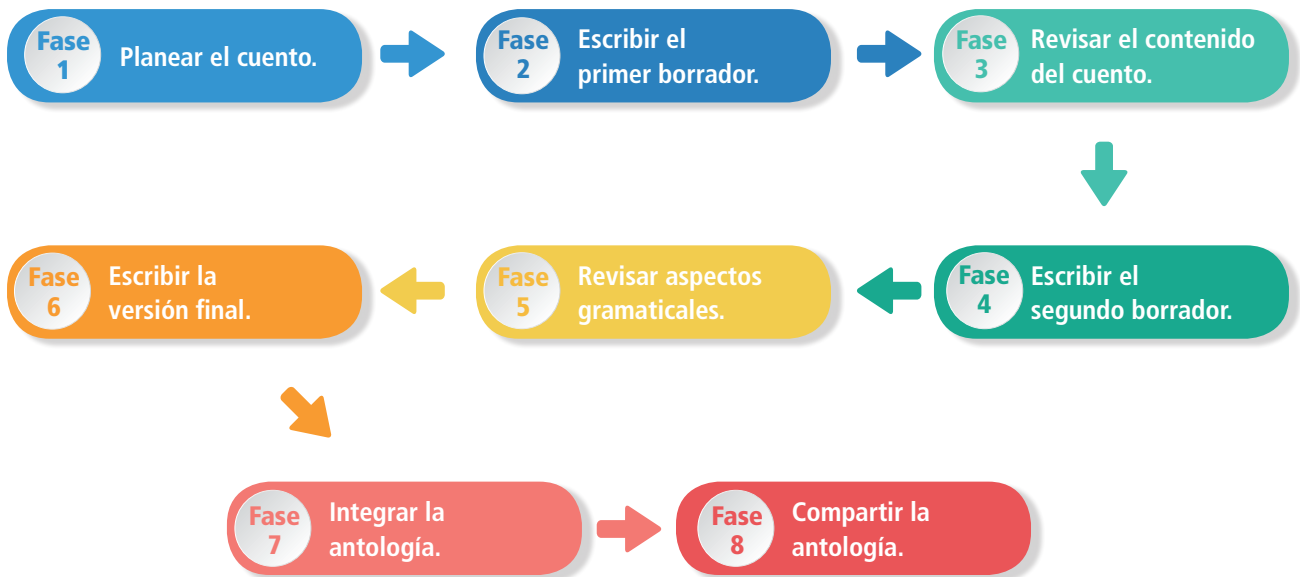 Fase
1
Planear el cuento.
Fase
2
Escribir el
primer borrador.
Fase
3
Revisar el contenido
del cuento.
Fase
4
Escribir el
segundo borrador.
Fase
5
Revisar aspectos
gramaticales.
Fase
6
Escribir la
versión final.
Fase
7
Integrar la
antología.
Fase
8
Compartir la
antología.